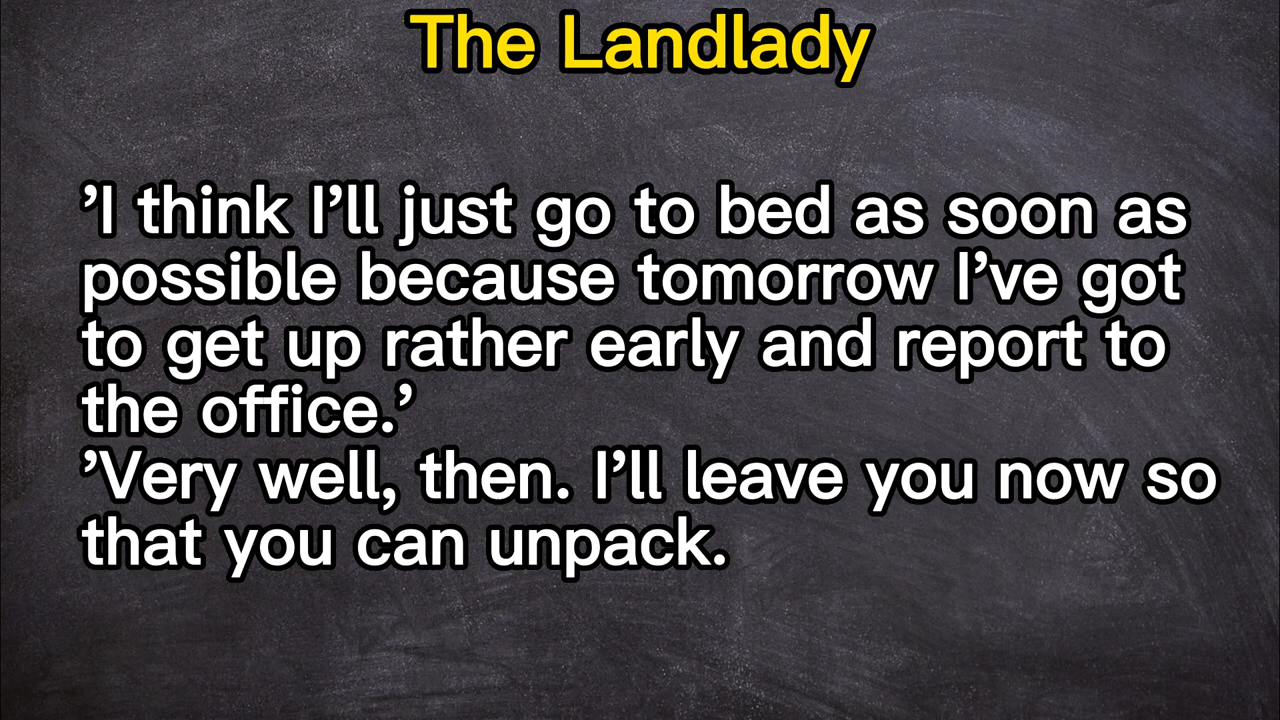 The Landlady
’I think I’ll just go to bed as soon as
possible because tomorrow I’ve got
to get up rather early and report to
the office.’
’Very well, then. I’ll leave you now so
that you can unpack.